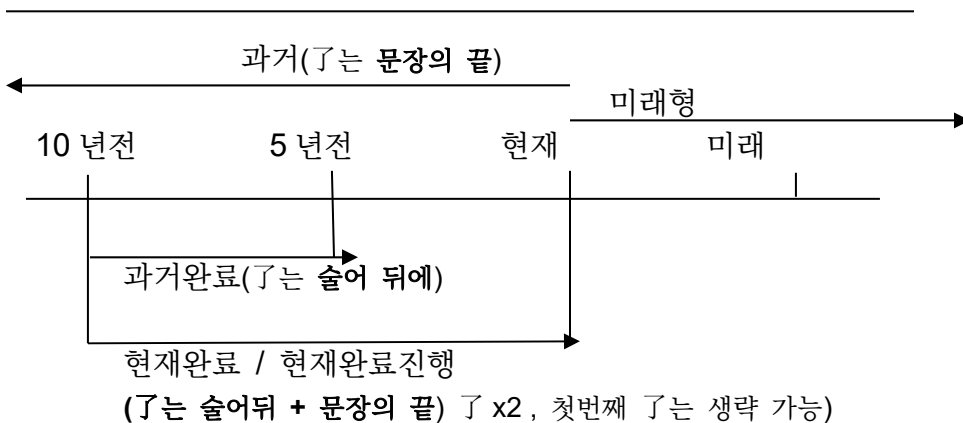 과거(了는 문장의 끝)
미래형
10 년전 5 년전 현재 미래
과거완료(了는 술어 뒤에)
현재완료 / 현재완료진행
(了는 술어뒤 + 문장의 끝) 了 x2 , 첫번째 了는 생략 가능)